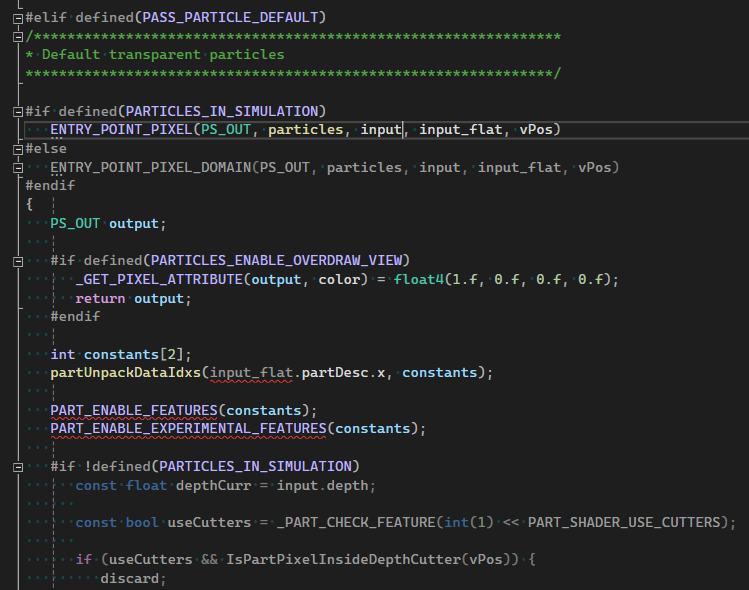 #elif defined(PASS_PARTICLE_DEFAULT)
/***************************************************************
* Default transparent particles
***************************************************************/
#if defined(PARTICLES_IN_SIMULATION)
ENTRY_POINT_PIXEL(PS_OUT, particles, input, input_flat, vPos)
#else
ENTRY_POINT_PIXEL_DOMAIN(PS_OUT, particles, input, input_flat, vPos)
#endif
{
PS_OUT output;
#if defined(PARTICLES_ENABLE_OVERDRAW_VIEW)
_GET_PIXEL_ATTRIBUTE(output, color) = float4(1.f, 0.f, 0.f, 0.f);
return output;
#endif
int constants[2];
partUnpackDataIdxs(input_flat.partDesc.x, constants);
PART_ENABLE_FEATURES(constants);
PART_ENABLE_EXPERIMENTAL_FEATURES(constants);
#if !defined(PARTICLES_IN_SIMULATION)
const float depthCurr = input.depth;
const bool useCutters = _PART_CHECK_FEATURE(int(1) << PART_SHADER_USE_CUTTERS);
if (useCutters && IsPartPixelInsideDepthCutter(vPos)) {
discard;